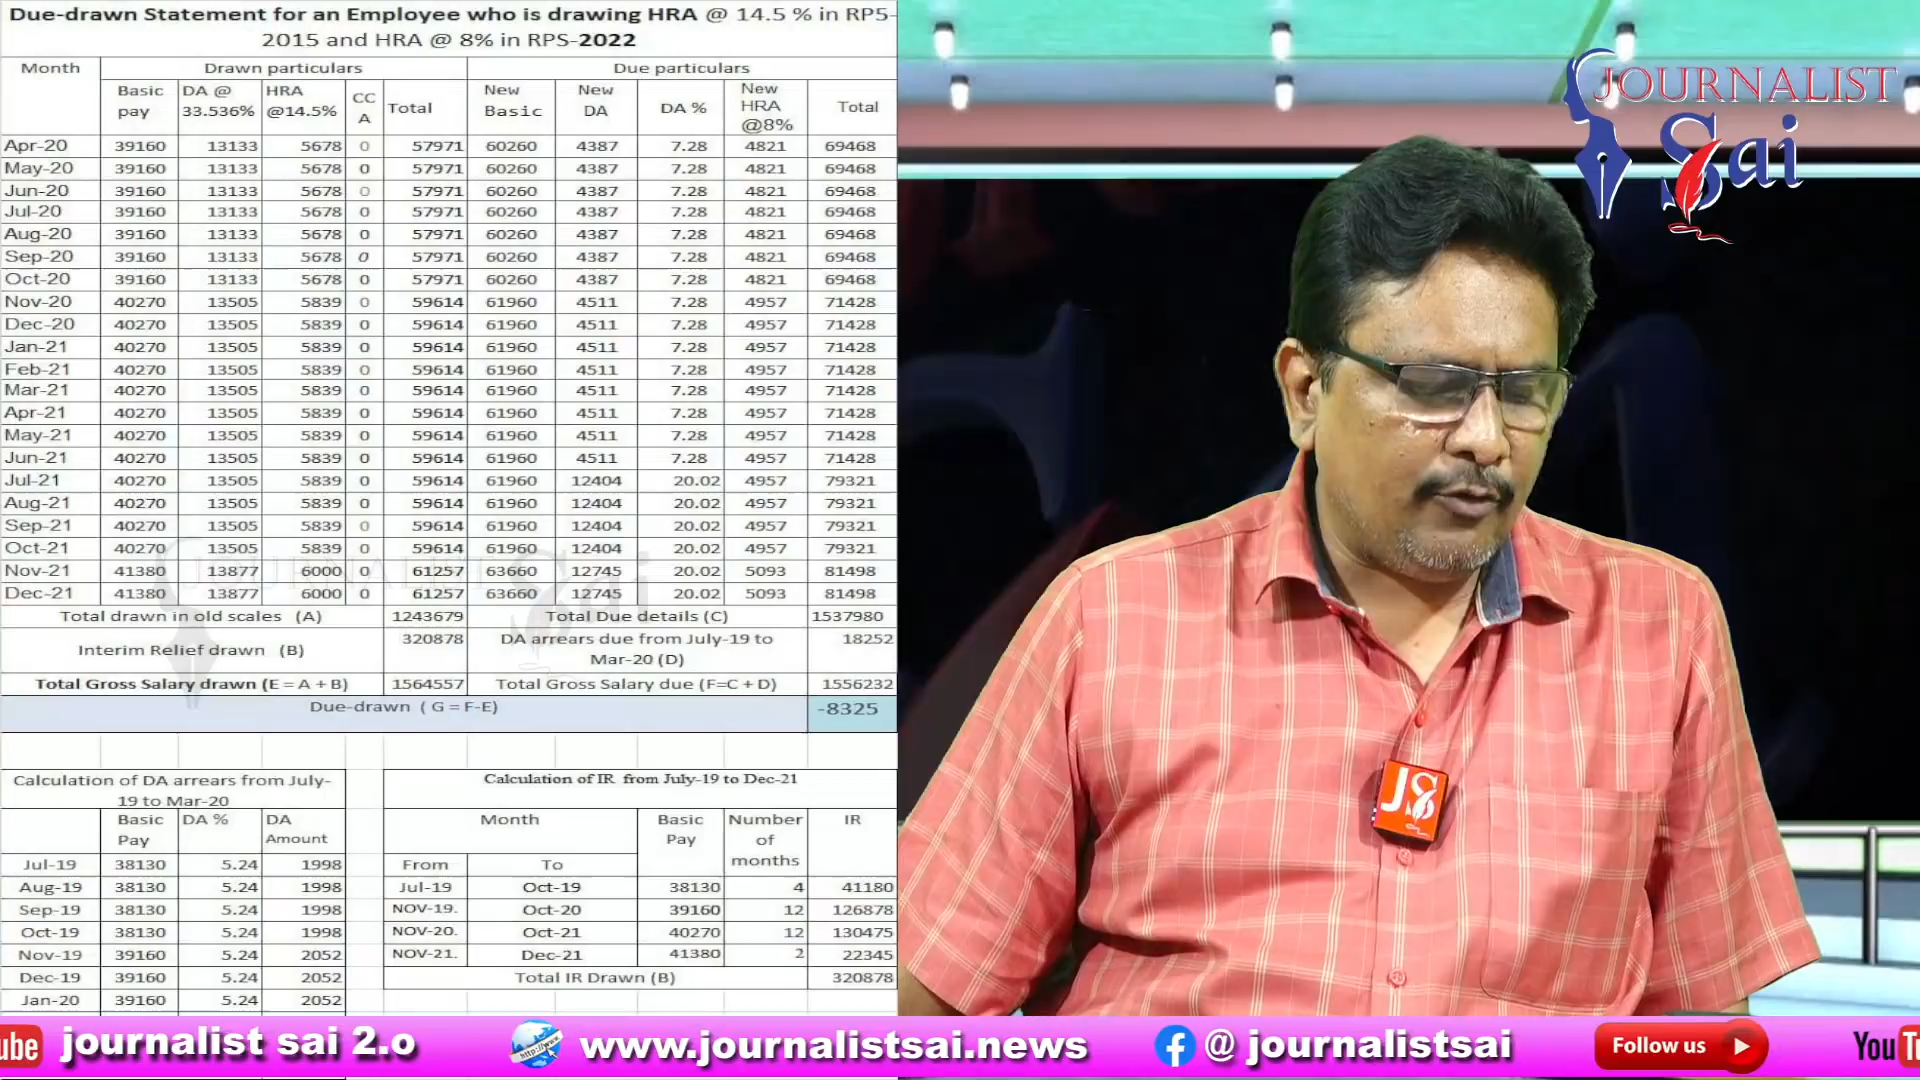 Due-drawn Statement for an Employee who is drawing HRA @ 14.5 % in RPS-
2015 and HRA @ 8% in RPS-2022
Month Drawn particulars Due particulars
Basic pay DA @ 33.536% HRA @14.5% CC A Total New Basic New DA DA % New HRA @8% Total
Apr-20 39160 13133 5678 0 57971 60260 4387 7.28 4821 69468
May-20 39160 13133 5678 0 57971 60260 4387 7.28 4821 69468
Jun-20 39160 13133 5678 0 57971 60260 4387 7.28 4821 69468
Jul-20 39160 13133 5678 0 57971 60260 4387 7.28 4821 69468
Aug-20 39160 13133 5678 0 57971 60260 4387 7.28 4821 69468
Sep-20 39160 13133 5678 0 57971 60260 4387 7.28 4821 69468
Oct-20 39160 13133 5678 0 57971 60260 4387 7.28 4821 69468
Nov-20 40270 13505 5839 0 59614 61960 4511 7.28 4957 71428
Dec-20 40270 13505 5839 0 59614 61960 4511 7.28 4957 71428
Jan-21 40270 13505 5839 0 59614 61960 4511 7.28 4957 71428
Feb-21 40270 13505 5839 0 59614 61960 4511 7.28 4957 71428
Mar-21 40270 13505 5839 0 59614 61960 4511 7.28 4957 71428
Apr-21 40270 13505 5839 0 59614 61960 4511 7.28 4957 71428
May-21 40270 13505 5839 0 59614 61960 4511 7.28 4957 71428
Jun-21 40270 13505 5839 0 59614 61960 4511 7.28 4957 71428
Jul-21 40270 13505 5839 0 59614 61960 12404 20.02 4957 79321
Aug-21 40270 13505 5839 0 59614 61960 12404 20.02 4957 79321
Sep-21 40270 13505 5839 0 59614 61960 12404 20.02 4957 79321
Oct-21 40270 13505 5839 0 59614 61960 12404 20.02 4957 79321
Nov-21 41380 13877 6000 0 61257 63660 12745 20.02 5093 81498
Dec-21 41380 13877 6000 0 61257 63660 12745 20.02 5093 81498
Total drawn in old scales (A) 1243679 Total Due details (C) 1537980
Interim Relief drawn (B) 320878 DA arrears due from July-19 to Mar-20 (D) 18252
Total Gross Salary drawn (E = A + B) 1564557 Total Gross Salary due (F=C + D) 1556232
Due-drawn ( G = F-E) -8325
Calculation of DA arrears from July-
19 to Mar-20
Basic Pay DA % DA Amount
Jul-19 38130 5.24 1998
Aug-19 38130 5.24 1998
Sep-19 38130 5.24 1998
Oct-19 38130 5.24 1998
Nov-19 39160 5.24 2052
Dec-19 39160 5.24 2052
Jan-20 39160 5.24 2052
Calculation of IR from July-19 to Dec-21
Month Basic Pay Number of months IR
From To
Jul-19 Oct-19 38130 4 41180
NOV-19. Oct-20 39160 12 126878
NOV-20. Oct-21 40270 12 130475
NOV-21. Dec-21 41380 2 22345
Total IR Drawn (B) 320878
JOURNALIST
Sai
JOURNALIST Sai
JS
ube journalist sai 2.o http://www. www.journalistsai.news @ journalistsai Follow us You T